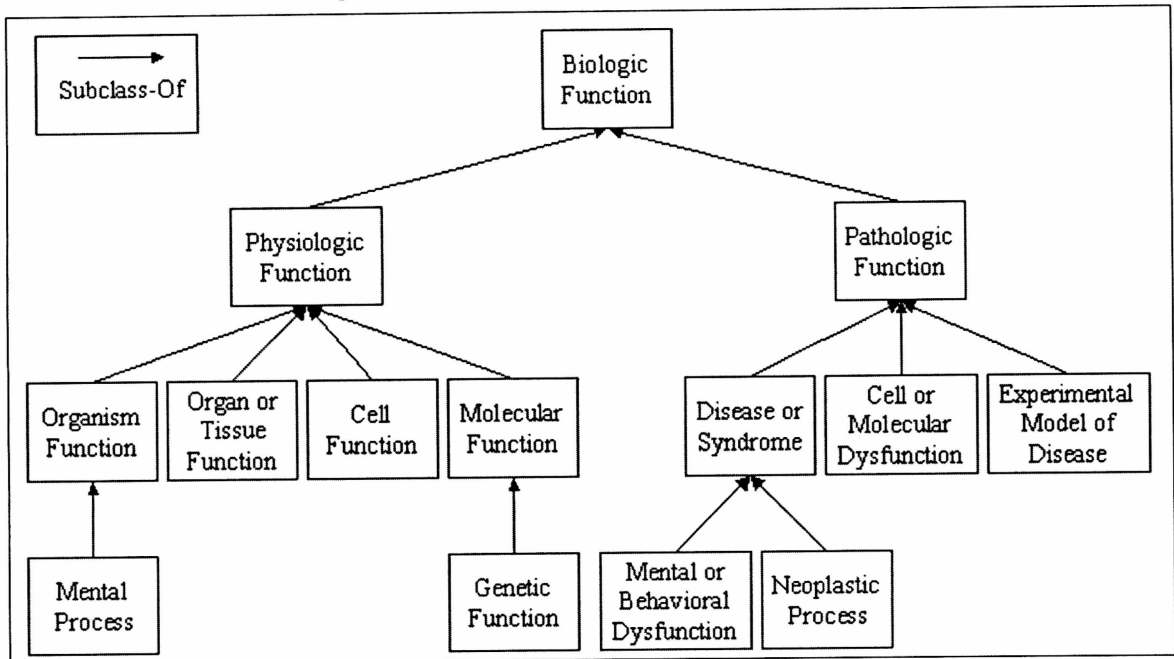 Subclass-Of
Biologic
Function
Physiologic
Function
Pathologic
Function
Organism
Function
Organ or
Tissue
Function
Cell
Function
Molecular
Function
Disease or
Syndrome
Cell or
Molecular
Dysfunction
Experimental
Model of
Disease
Mental
Process
Genetic
Function
Mental or
Behavioral
Dysfunction
Neoplastic
Process